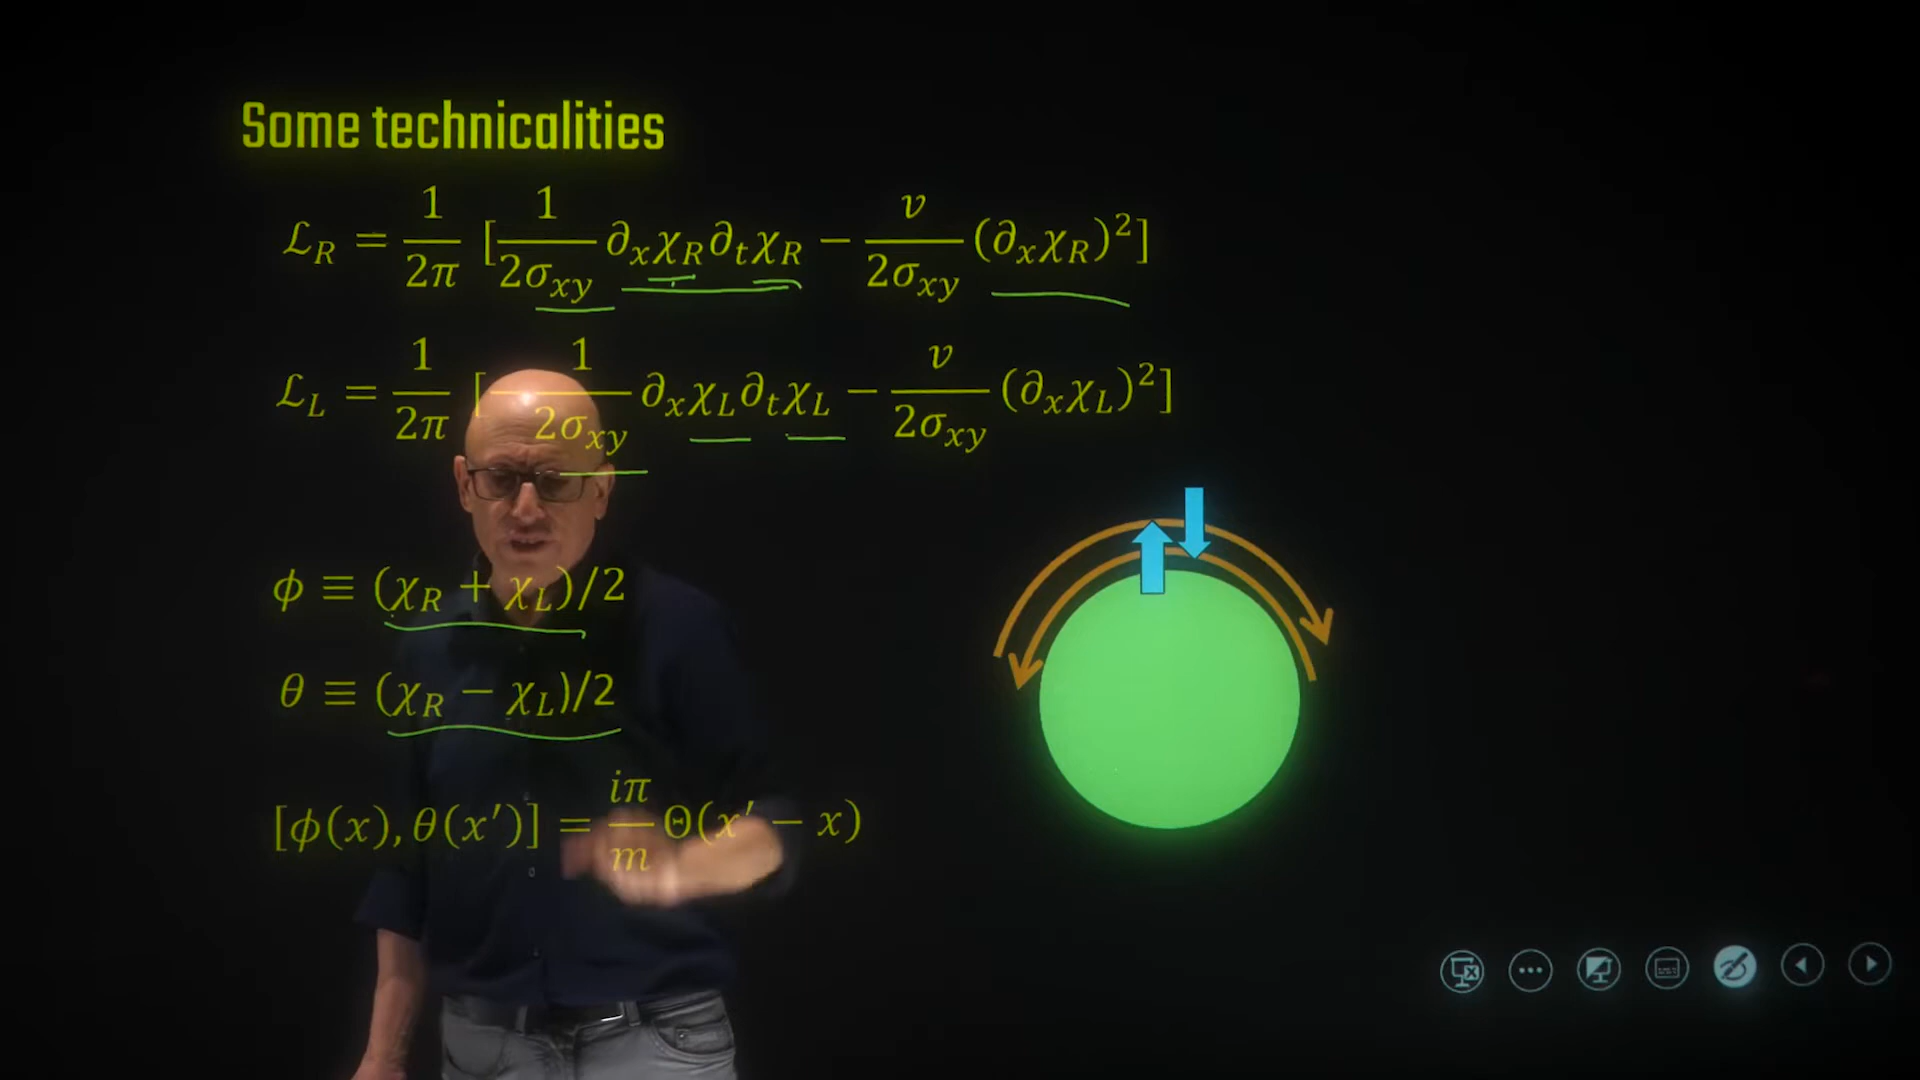 Some technicalities
ℒ_R = 1/2π [1/2σ_xy ∂_xχ_R∂_tχ_R − v/2σ_xy (∂_xχ_R)²]
ℒ_L = 1/2π [ 1/2σ_xy ∂_xχ_L∂_tχ_L − v/2σ_xy (∂_xχ_L)²]
ϕ ≡ (χ_R + χ_L)/2
θ ≡ (χ_R − χ_L)/2
[ϕ(x), θ(x′)] = iπ/m Θ(x′ − x)